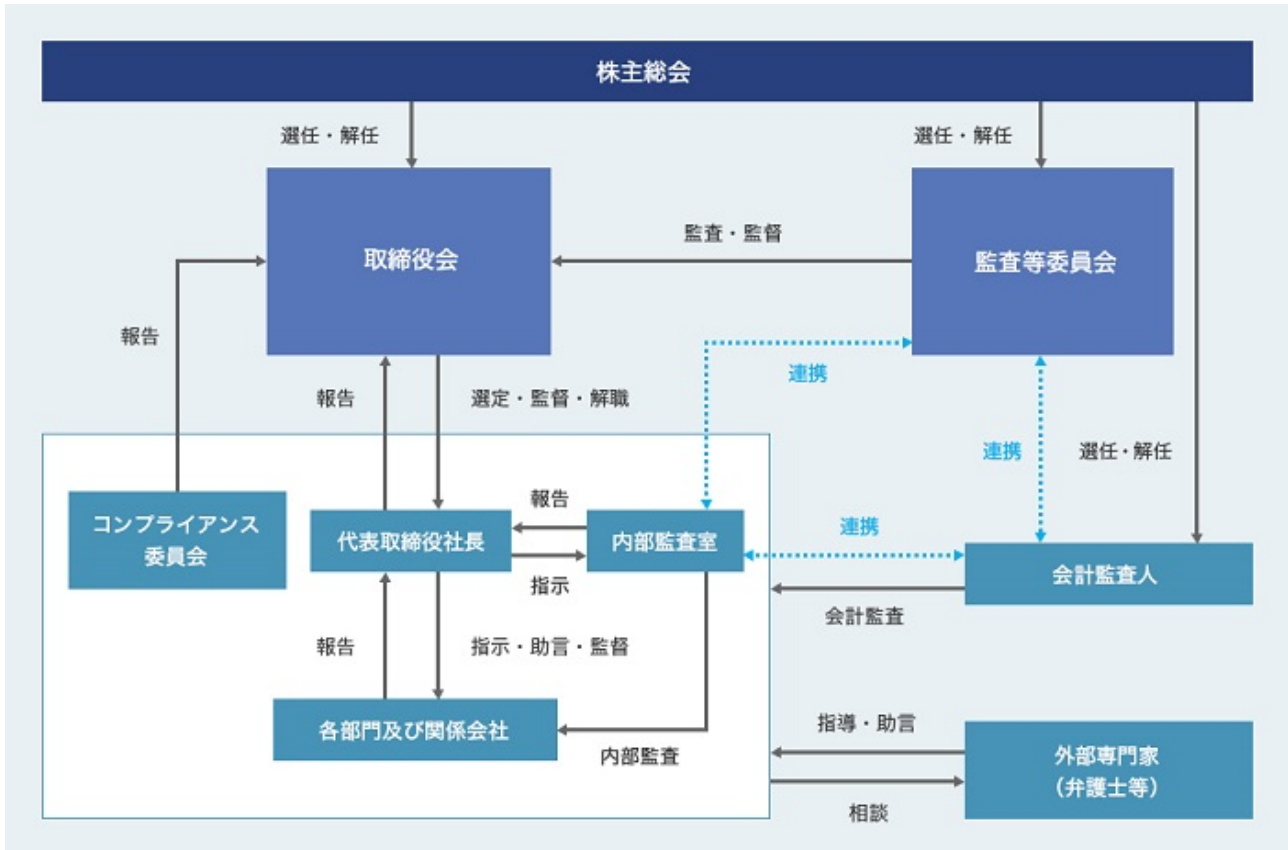 株主総会
選任・解任
選任・解任
取締役会
監査・監督
監査等委員会
報告
連携
報告
選定・監督・解職
連携
選任・解任
コンプライアンス
委員会
報告
代表取締役社長
内部監査室
連携
指示
会計監査人
会計監査
報告
指示・助言・監督
各部門及び関係会社
内部監査
指導・助言
外部専門家
（弁護士等）
相談